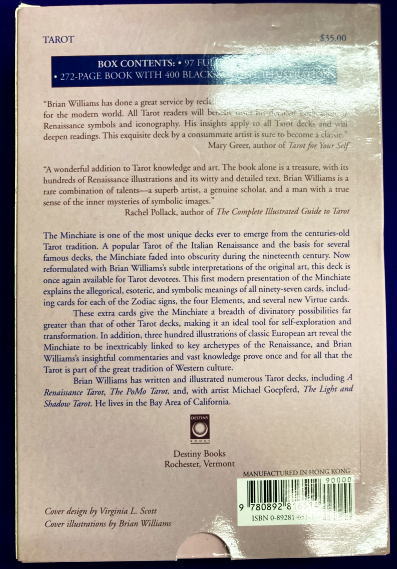 TAROT
$35.00
BOX CONTENTS: • 97 FUL
• 272-PAGE BOOK WITH 400 BLACK
"Brian Williams has done a great service by recla
for the modern world. All Tarot readers will
Renaissance symbols and iconography. His insights apply to all Tarot decks and will
deepen readings. This exquisite deck by a consummate artist is sure to become a classic."
Mary Greer, author of Tarot for Your Self
"A wonderful addition to Tarot knowledge and art. The book alone is a treasure, with its
hundreds of Renaissance illustrations and its witty and detailed text. Brian Williams is a
rare combination of talents—a superb artist, a genuine scholar, and a man with a true
sense of the inner mysteries of symbolic images."
Rachel Pollack, author of The Complete Illustrated Guide to Tarot
The Minchiate is one of the most unique decks ever to emerge from the centuries-old
Tarot tradition. A popular Tarot of the Italian Renaissance and the basis for several
famous decks, the Minchiate faded into obscurity during the nineteenth century. Now
reformulated with Brian Williams's subtle interpretations of the original art, this deck is
once again available for Tarot devotees. This first modern presentation of the Minchiate
explains the allegorical, esoteric, and symbolic meanings of all ninety-seven cards, includ-
ing cards for each of the Zodiac signs, the four Elements, and several new Virtue cards.
These extra cards give the Minchiate a breadth of divinatory possibilities far
greater than that of other Tarot decks, making it an ideal tool for self-exploration and
transformation. In addition, three hundred illustrations of classic European art reveal the
Minchiate to be inextricably linked to key archetypes of the Renaissance, and Brian
Williams's insightful commentaries and vast knowledge prove once and for all that the
Tarot is part of the great tradition of Western culture.
Brian Williams has written and illustrated numerous Tarot decks, including A
Renaissance Tarot, The PoMo Tarot, and, with artist Michael Goepferd, The Light and
Shadow Tarot. He lives in the Bay Area of California.
DESTINY
BOOKS
Destiny Books
Rochester, Vermont
MANUFACTURED IN HONG KONG
90000
9 780892 8
ISBN 0-89281-
Cover design by Virginia L. Scott
Cover illustrations by Brian Williams